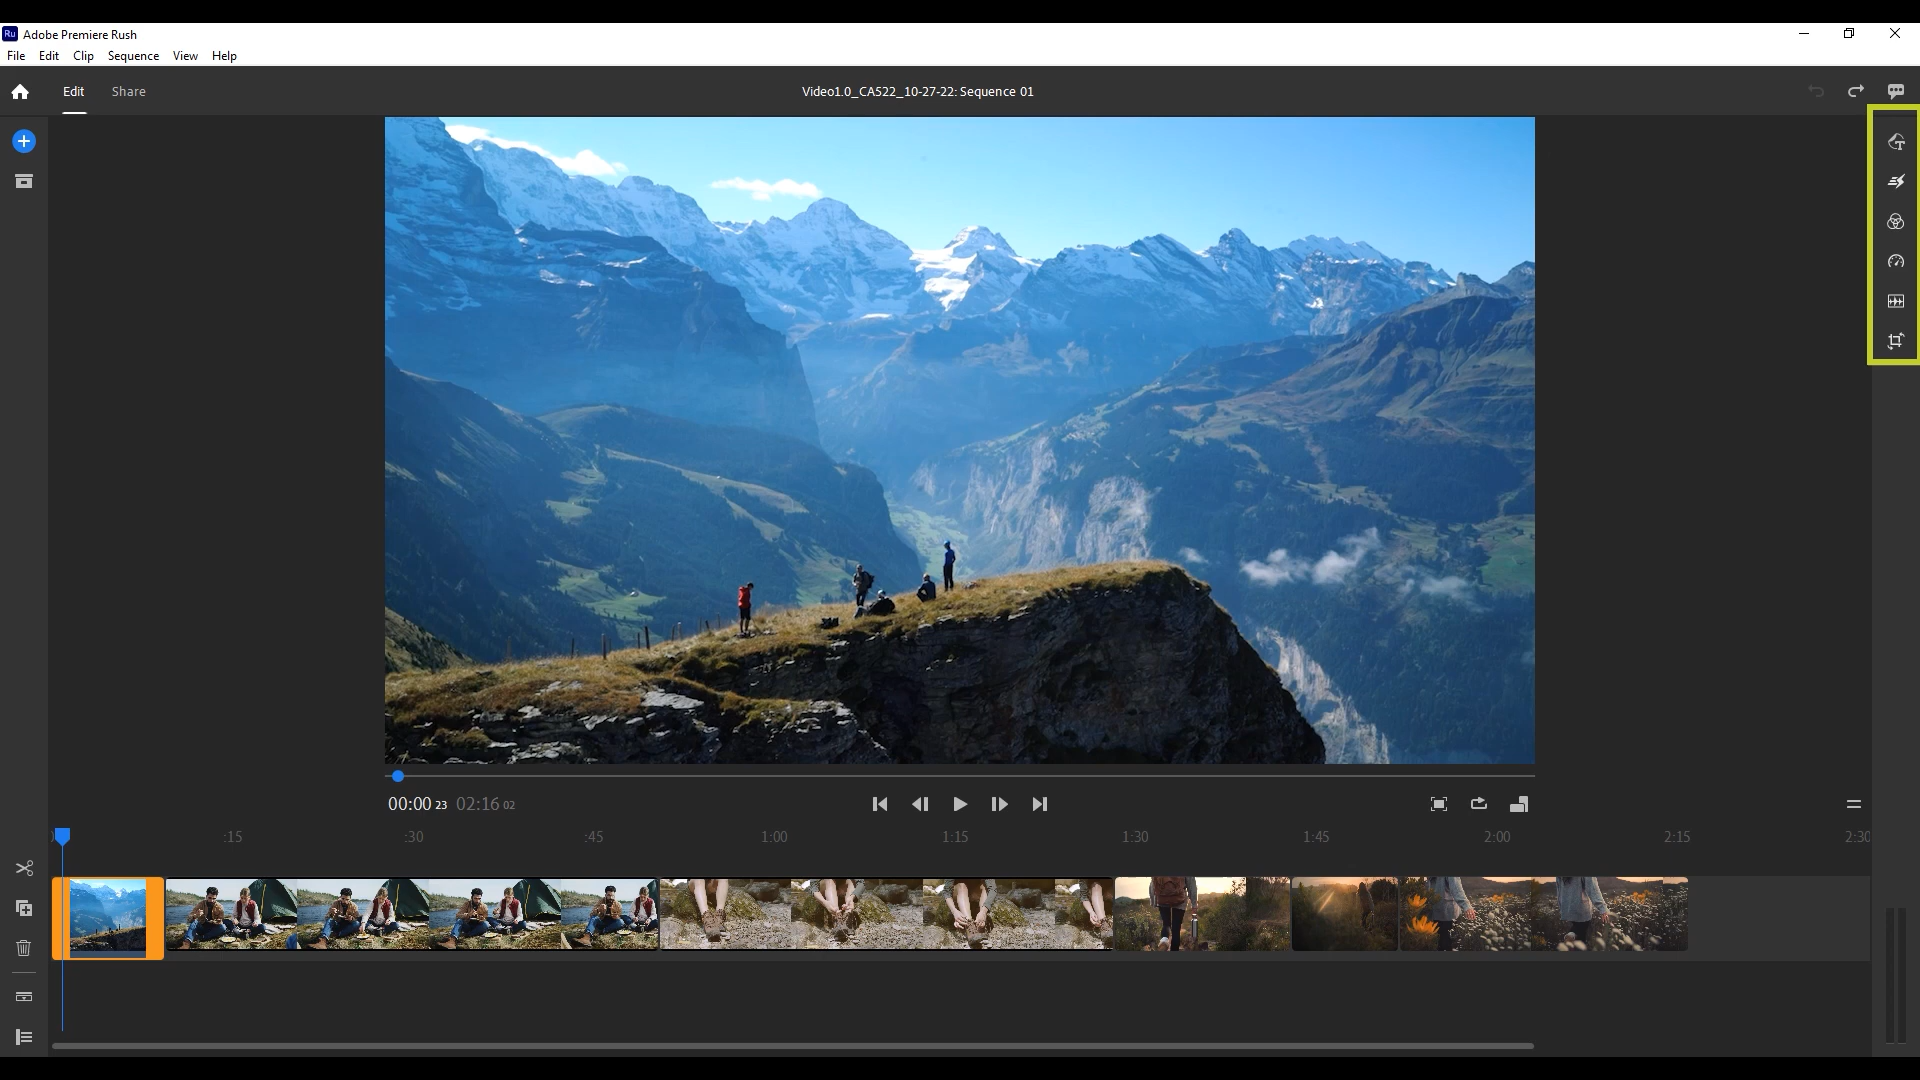 Ru Adobe Premiere Rush
File Edit Clip Sequence View Help
Edit Share Video1.0_CA522_10-27-22: Sequence 01
00:00 23 02:16 02
:15 :30 :45 1:00 1:15 1:30 1:45 2:00 2:15 2:30